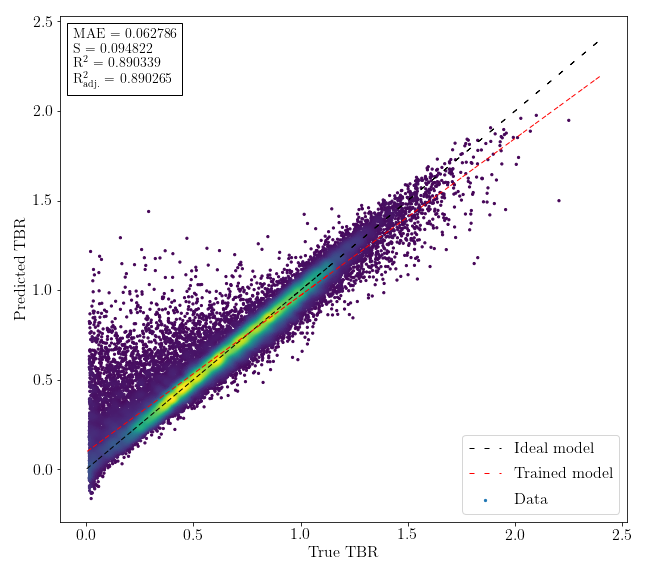 MAE = 0.062786
S = 0.094822
R² = 0.890339
R²adj. = 0.890265
2.5
2.0
1.5
1.0
0.5
0.0
Predicted TBR
Ideal model
Trained model
Data
0.0 0.5 1.0 1.5 2.0 2.5
True TBR